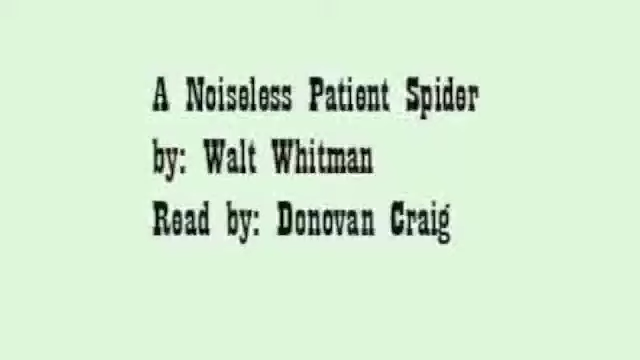 A Noiseless Patient Spider
by: Walt Whitman
Read by: Donovan Craig